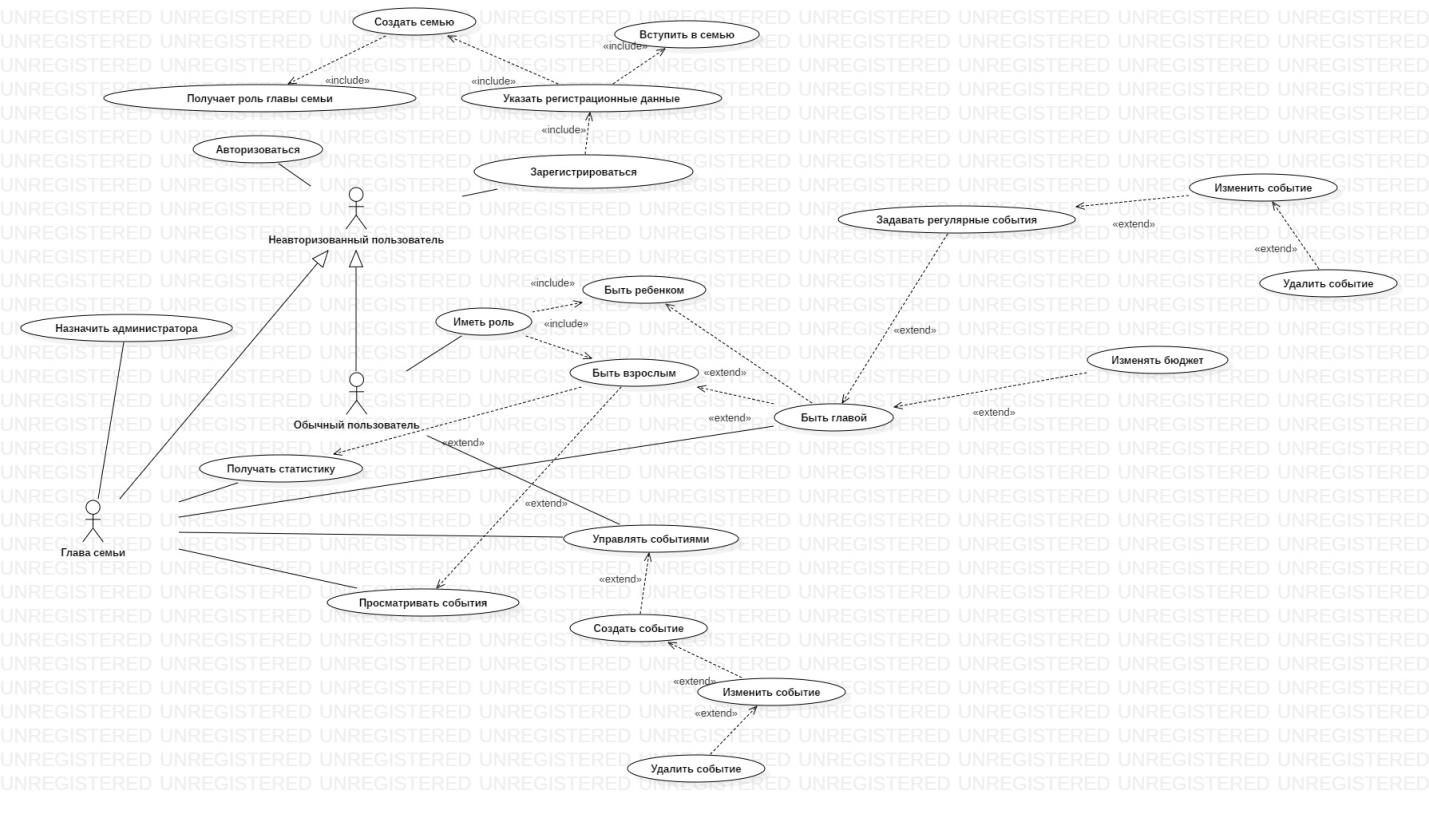 Создать семью
Вступить в семью
«include»
«include»
«include»
Получает роль главы семьи
Указать регистрационные данные
«include»
Авторизоваться
Зарегистрироваться
Изменить событие
Задавать регулярные события
«extend»
Неавторизованный пользователь
«extend»
Удалить событие
«include»
Быть ребенком
Иметь роль
«include»
Назначить администратора
«extend»
Изменять бюджет
Быть взрослым
«extend»
«extend»
«extend»
Быть главой
Обычный пользователь
«extend»
Получать статистику
«extend»
Управлять событиями
Глава семьи
«extend»
Просматривать события
Создать событие
«extend»
Изменить событие
«extend»
Удалить событие
UNREGISTERED